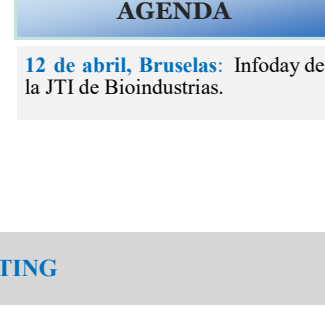 AGENDA
12 de abril, Bruselas: Infoday de
la JTI de Bioindustrias.
TING